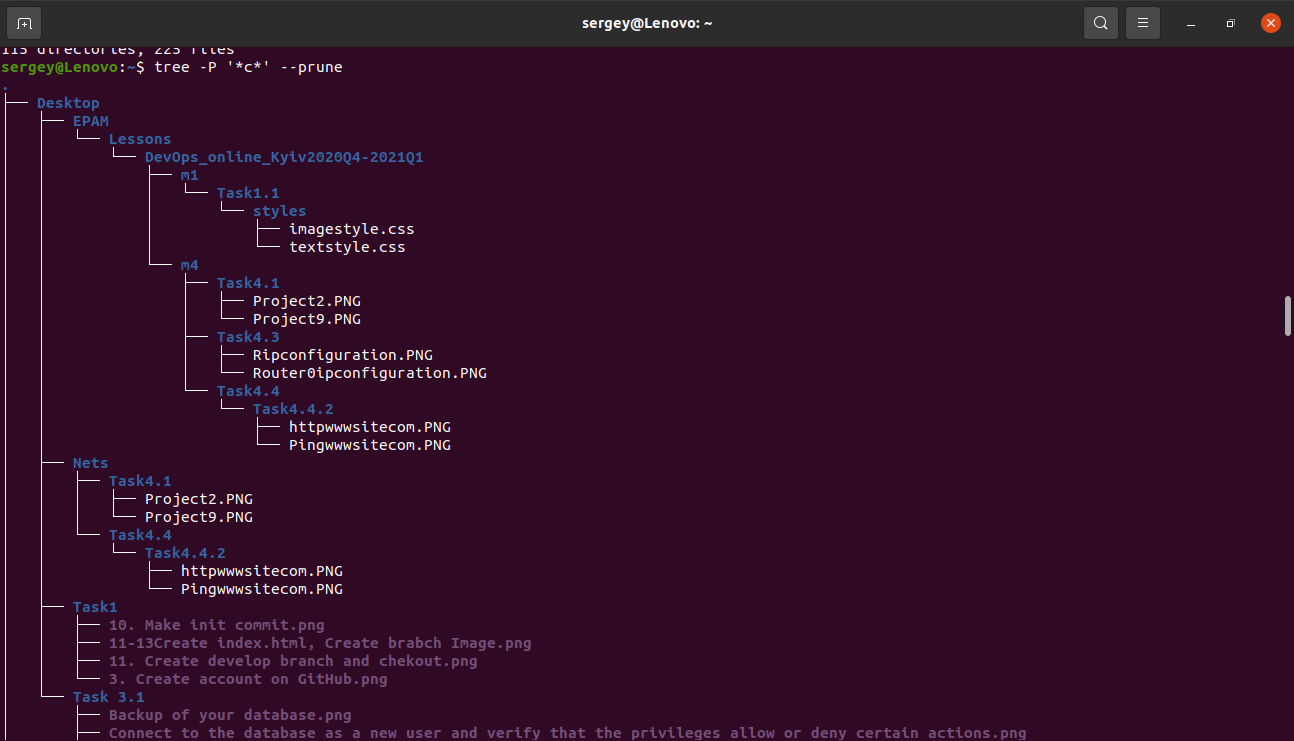 sergey@Lenovo: ~
115 directories, 225 files
sergey@Lenovo:~$ tree -P '*c*' --prune
.
├── Desktop
│   ├── EPAM
│   │   └── Lessons
│   │       └── DevOps_online_Kyiv2020Q4-2021Q1
│   │           ├── m1
│   │           │   └── Task1.1
│   │           │       └── styles
│   │           │           ├── imagestyle.css
│   │           │           └── textstyle.css
│   │           └── m4
│   │               ├── Task4.1
│   │               │   ├── Project2.PNG
│   │               │   └── Project9.PNG
│   │               ├── Task4.3
│   │               │   ├── Ripconfiguration.PNG
│   │               │   └── Router0ipconfiguration.PNG
│   │               └── Task4.4
│   │                   └── Task4.4.2
│   │                       ├── httpwwwsitecom.PNG
│   │                       └── Pingwwwsitecom.PNG
│   ├── Nets
│   │   ├── Task4.1
│   │   │   ├── Project2.PNG
│   │   │   └── Project9.PNG
│   │   └── Task4.4
│   │       └── Task4.4.2
│   │           ├── httpwwwsitecom.PNG
│   │           └── Pingwwwsitecom.PNG
│   ├── Task1
│   │   ├── 10. Make init commit.png
│   │   ├── 11-13Create index.html, Create brabch Image.png
│   │   ├── 11. Create develop branch and chekout.png
│   │   └── 3. Create account on GitHub.png
│   └── Task 3.1
│       ├── Backup of your database.png
│       ├── Connect to the database as a new user and verify that the privileges allow or deny certain actions.png